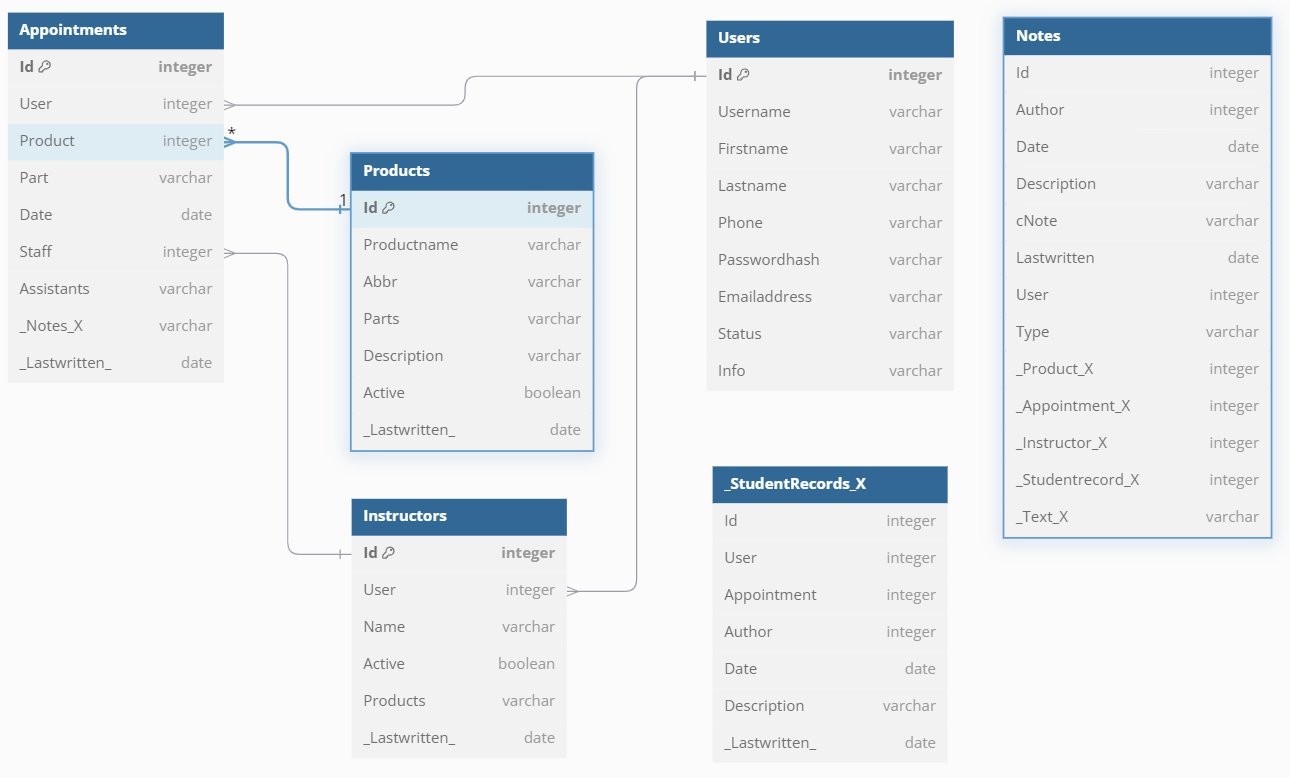 Appointments
Id integer
User integer
Product integer
Part varchar
Date date
Staff integer
Assistants varchar
_Notes_X varchar
_Lastwritten_ date
*
1
Products
Id integer
Productname varchar
Abbr varchar
Parts varchar
Description varchar
Active boolean
_Lastwritten_ date
Instructors
Id integer
User integer
Name varchar
Active boolean
Products varchar
_Lastwritten_ date
Users
Id integer
Username varchar
Firstname varchar
Lastname varchar
Phone varchar
Passwordhash varchar
Emailaddress varchar
Status varchar
Info varchar
_StudentRecords_X
Id integer
User integer
Appointment integer
Author integer
Date date
Description varchar
_Lastwritten_ date
Notes
Id integer
Author integer
Date date
Description varchar
cNote varchar
Lastwritten date
User integer
Type varchar
_Product_X integer
_Appointment_X integer
_Instructor_X integer
_Studentrecord_X integer
_Text_X varchar